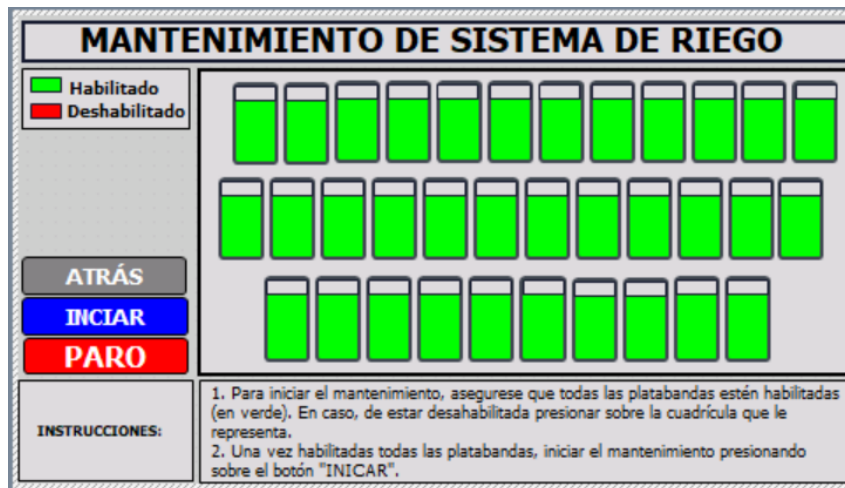 MANTENIMIENTO DE SISTEMA DE RIEGO
Habilitado
Deshabilitado
ATRÁS
INCIAR
PARO
INSTRUCCIONES:
1. Para iniciar el mantenimiento, asegurese que todas las platabandas estén habilitadas
(en verde). En caso, de estar desahabilitada presionar sobre la cuadrícula que le
representa.
2. Una vez habilitadas todas las platabandas, iniciar el mantenimiento presionando
sobre el botón "INICAR".